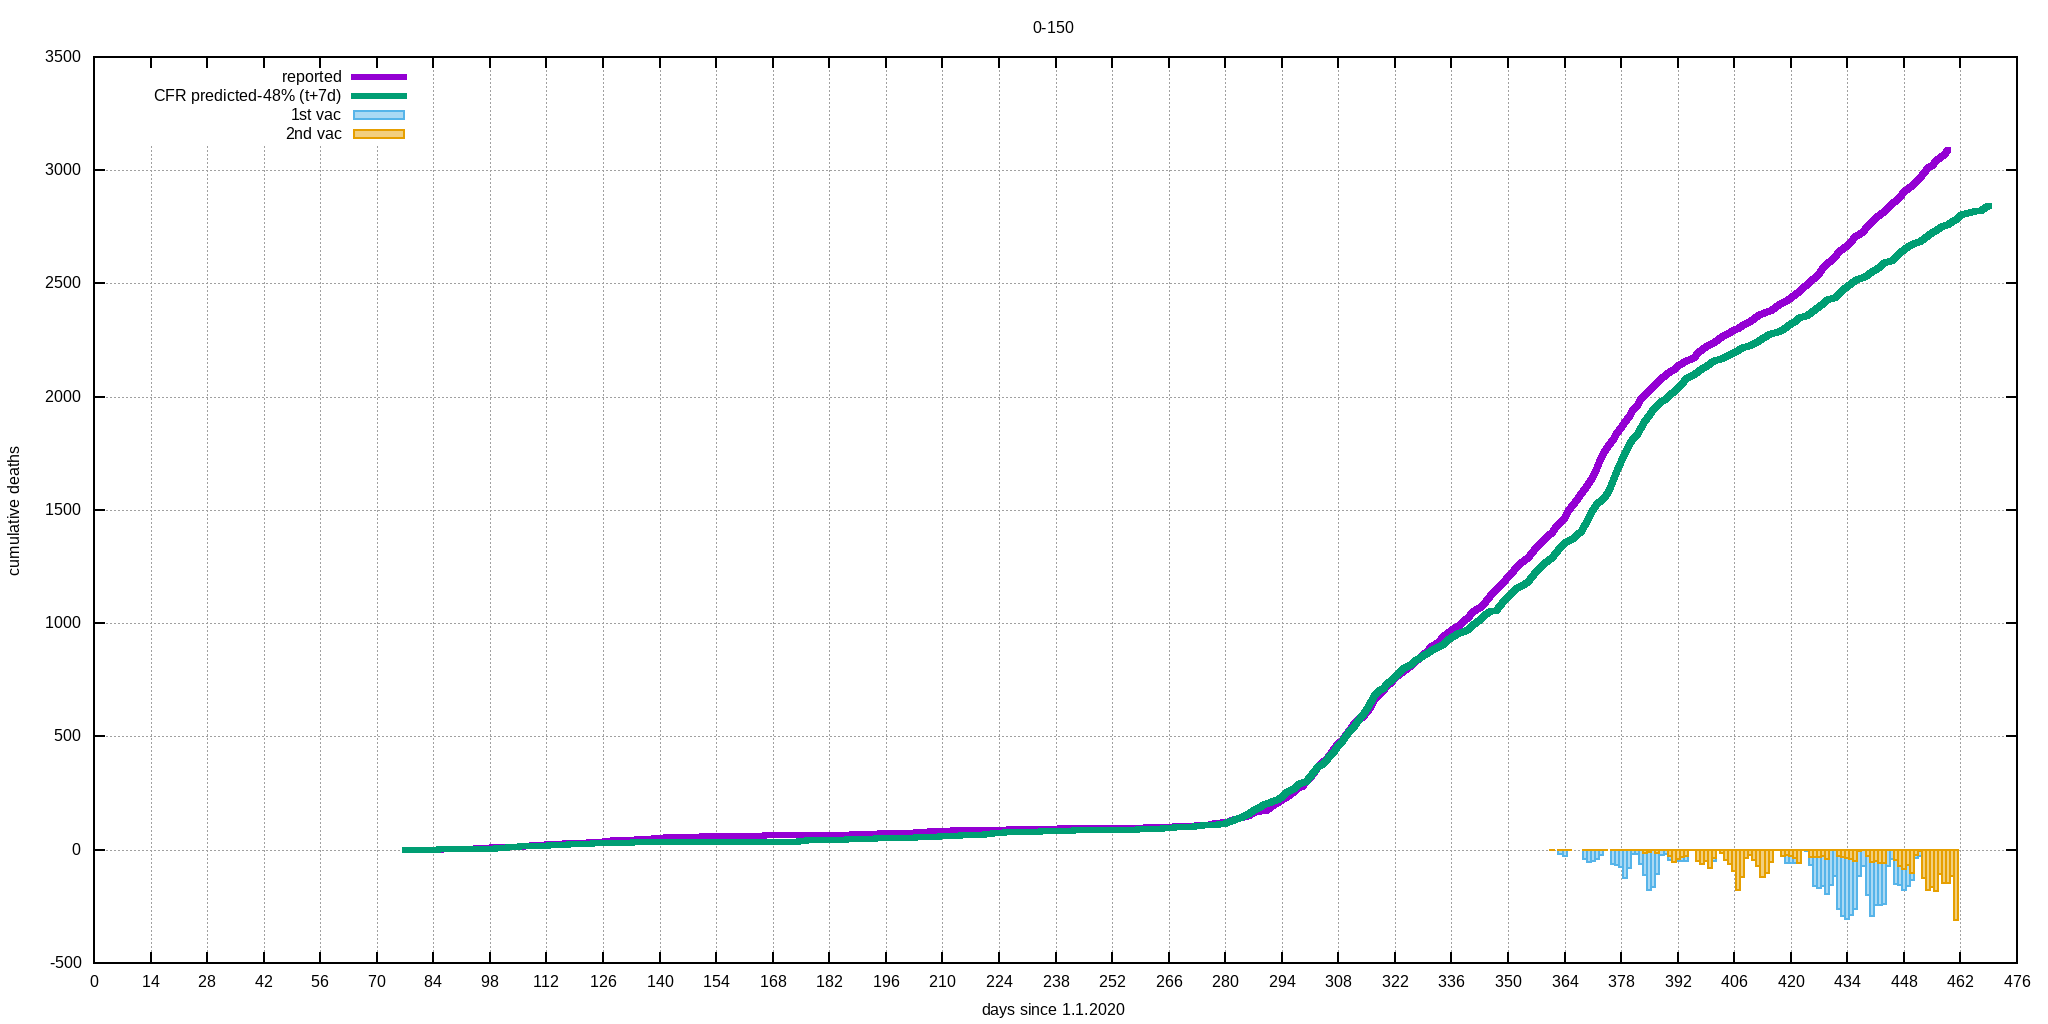 0-150
3500
3000
2500
2000
1500
1000
500
0
-500
cumulative deaths
reported
CFR predicted-48% (t+7d)
1st vac
2nd vac
0 14 28 42 56 70 84 98 112 126 140 154 168 182 196 210 224 238 252 266 280 294 308 322 336 350 364 378 392 406 420 434 448 462 476
days since 1.1.2020